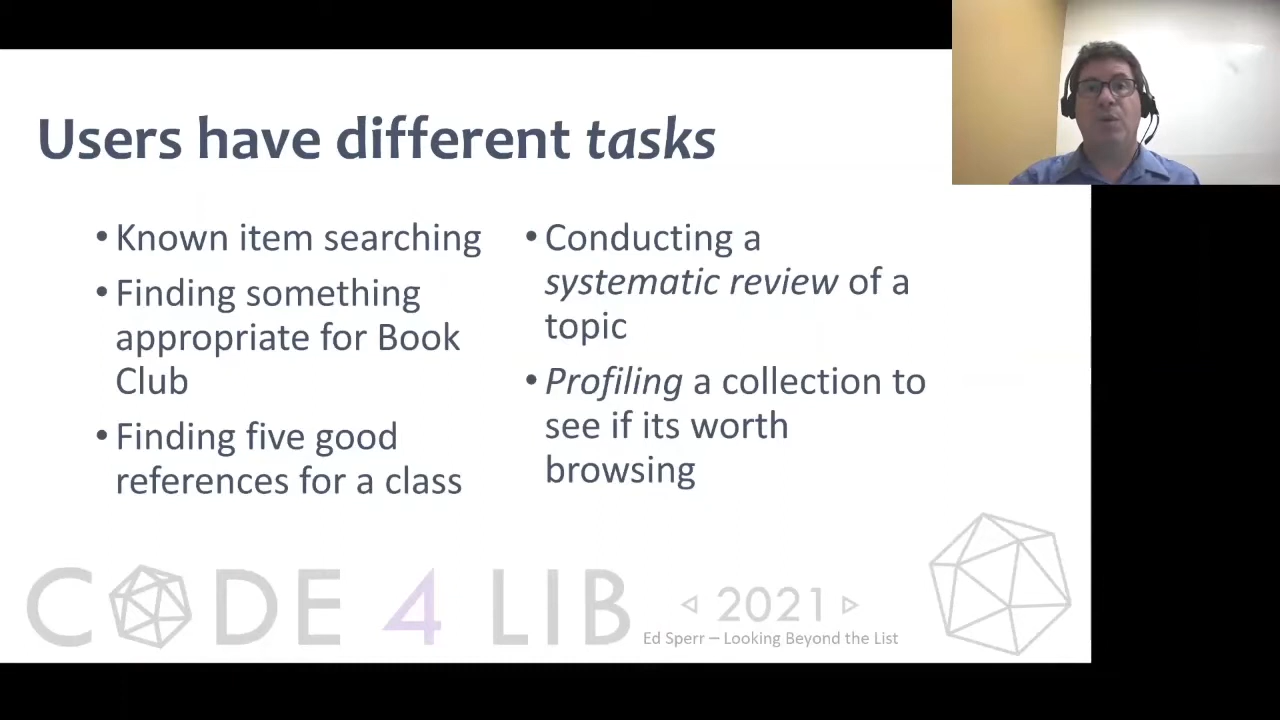 Users have different tasks
• Known item searching
• Finding something
appropriate for Book
Club
• Finding five good
references for a class
• Conducting a
systematic review of a
topic
• Profiling a collection to
see if its worth
browsing
CODE 4 LIB
2021
Ed Sperr – Looking Beyond the List